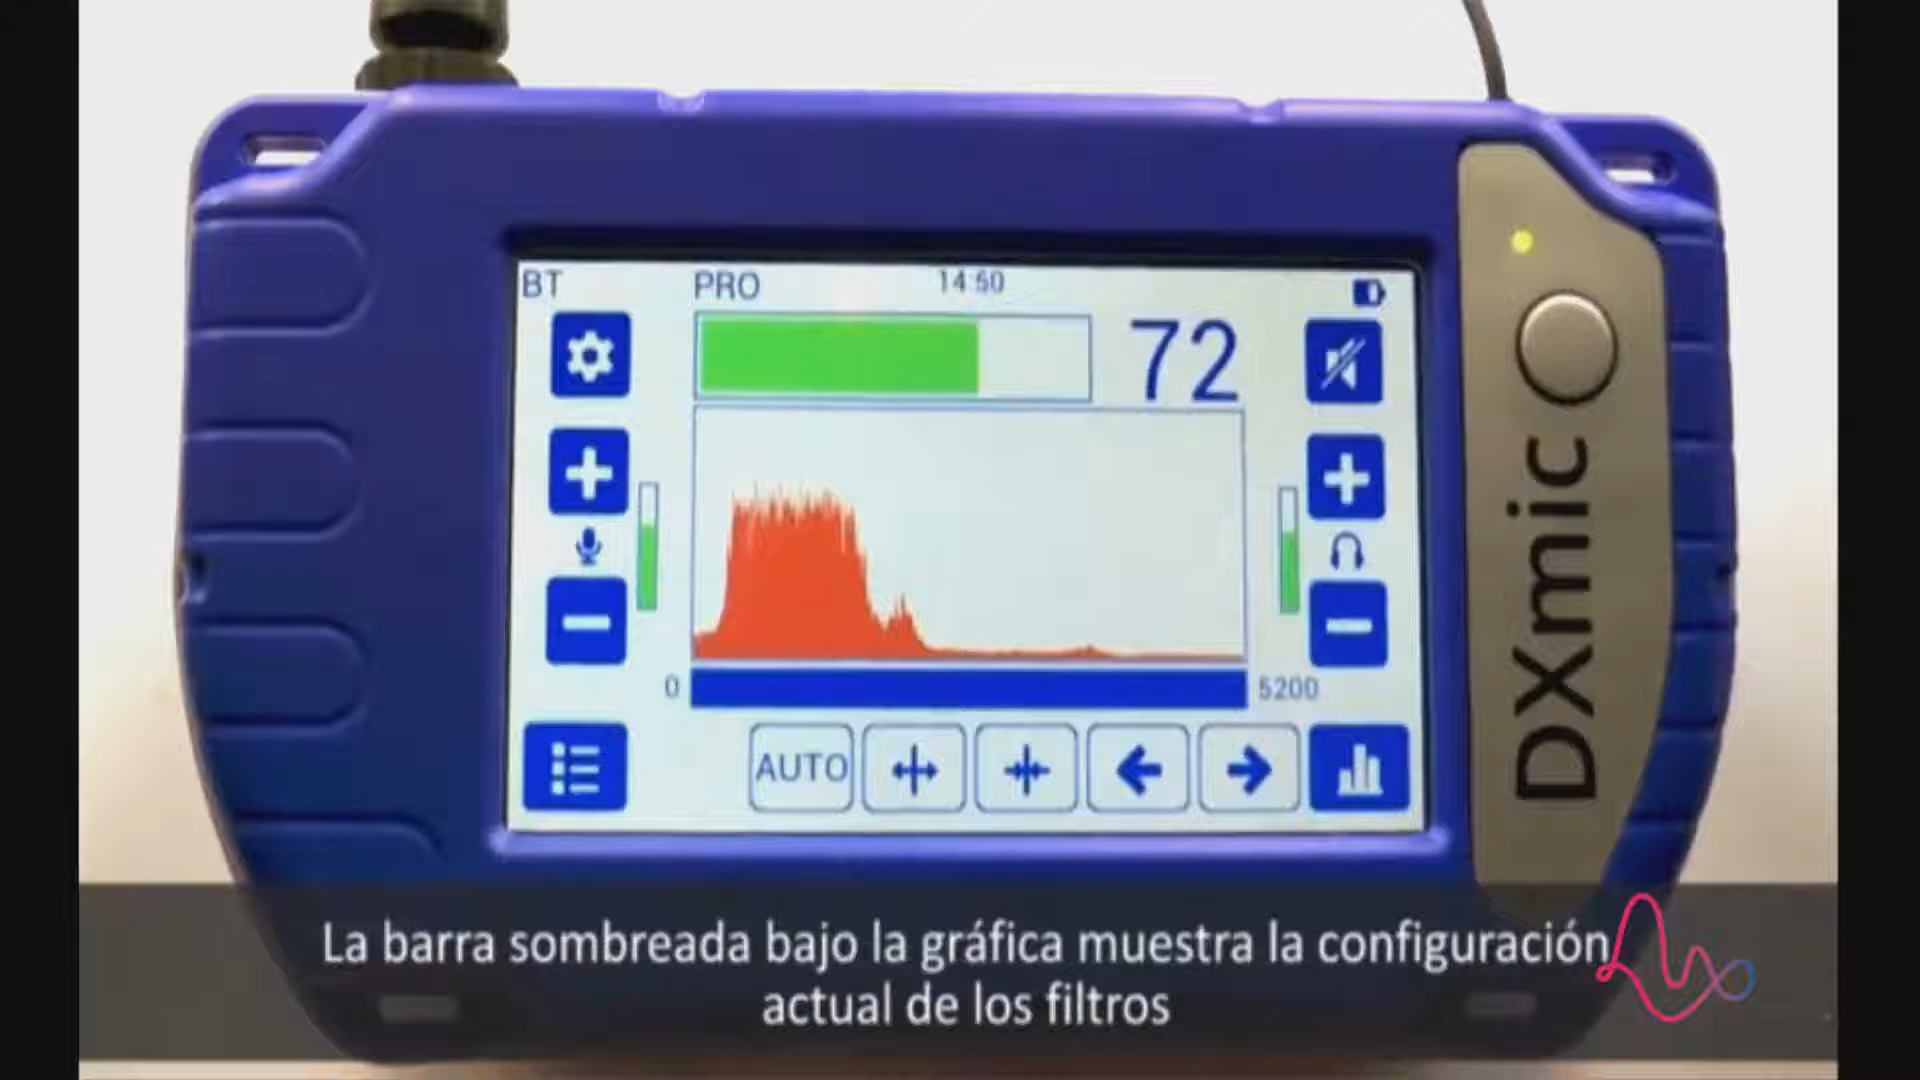 BT PRO 14:50
72
0 5200
AUTO
DXmic
La barra sombreada bajo la gráfica muestra la configuración
actual de los filtros